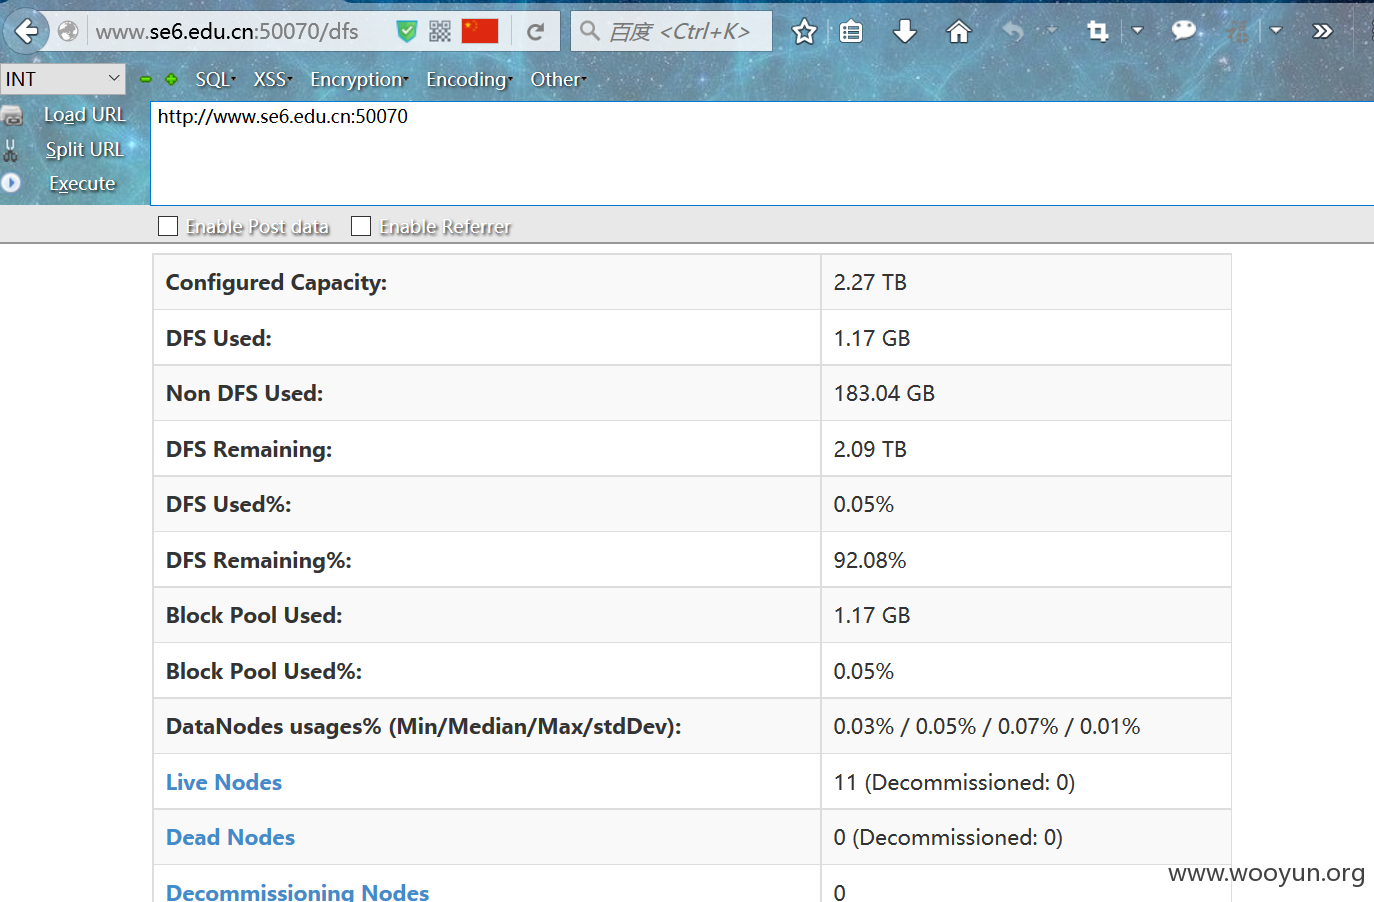 www.se6.edu.cn:50070/dfs
百度 <Ctrl+K>
INT
SQL
XSS
Encryption
Encoding
Other
Load URL
http://www.se6.edu.cn:50070
Split URL
Execute
Enable Post data
Enable Referrer
Configured Capacity: 2.27 TB
DFS Used: 1.17 GB
Non DFS Used: 183.04 GB
DFS Remaining: 2.09 TB
DFS Used%: 0.05%
DFS Remaining%: 92.08%
Block Pool Used: 1.17 GB
Block Pool Used%: 0.05%
DataNodes usages% (Min/Median/Max/stdDev): 0.03% / 0.05% / 0.07% / 0.01%
Live Nodes 11 (Decommissioned: 0)
Dead Nodes 0 (Decommissioned: 0)
www.wooyun.org
Decommissioning Nodes 0